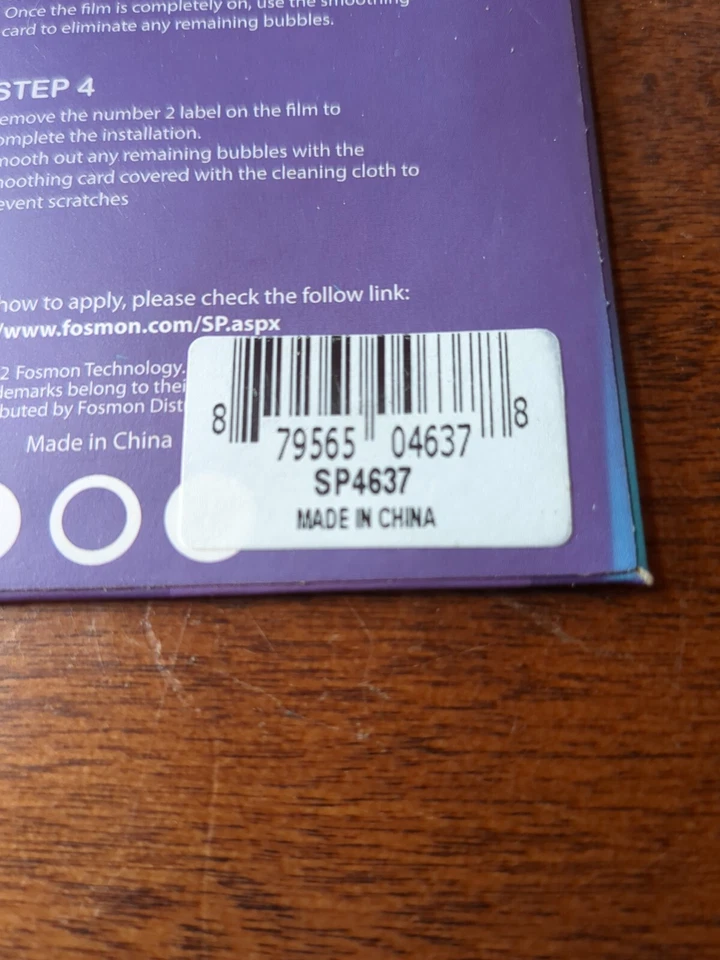 Once the film is completely on, use the smoothing
card to eliminate any remaining bubbles.
STEP 4
emove the number 2 label on the film to
omplete the installation.
mooth out any remaining bubbles with the
moothing card covered with the cleaning cloth to
event scratches
how to apply, please check the follow link:
/www.fosmon.com/SP.aspx
2 Fosmon Technology.
demarks belong to thei
buted by Fosmon Dist
Made in China
8 79565 04637 8
SP4637
MADE IN CHINA